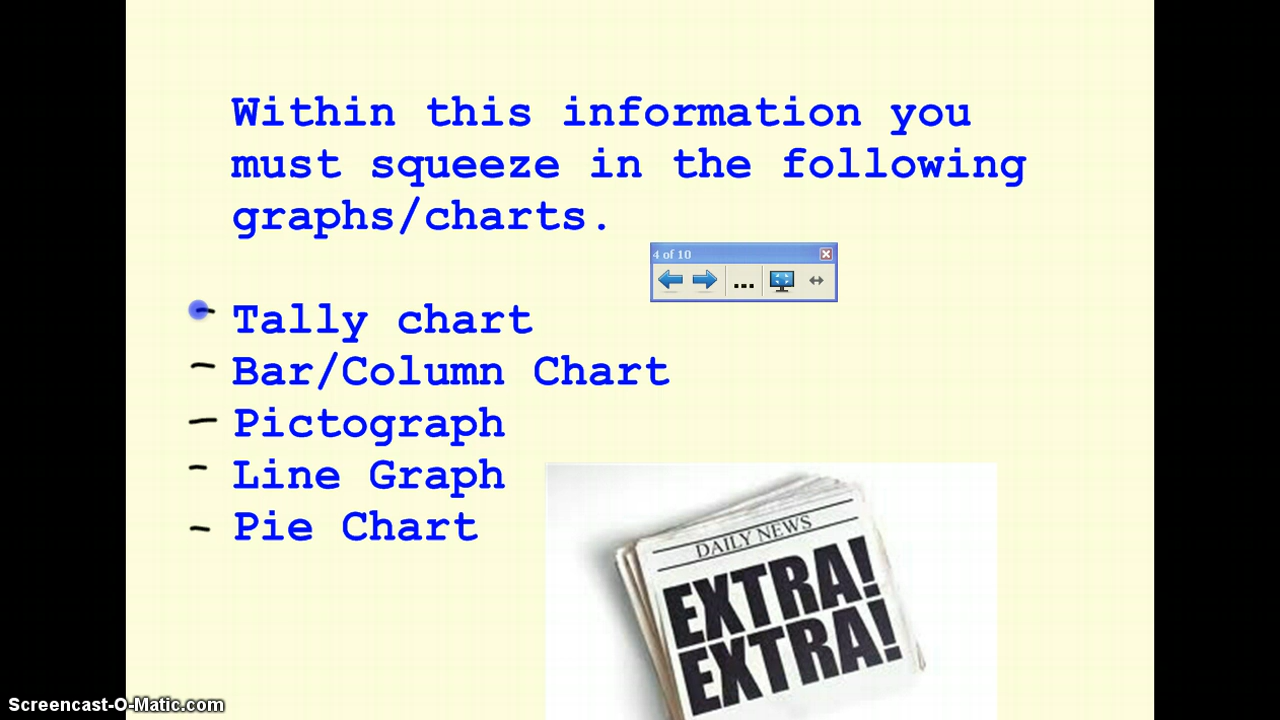 Within this information you
must squeeze in the following
graphs/charts.
4 of 10
...
- Tally chart
- Bar/Column Chart
- Pictograph
- Line Graph
- Pie Chart
DAILY NEWS
EXTRA!
EXTRA!
Screencast-O-Matic.com